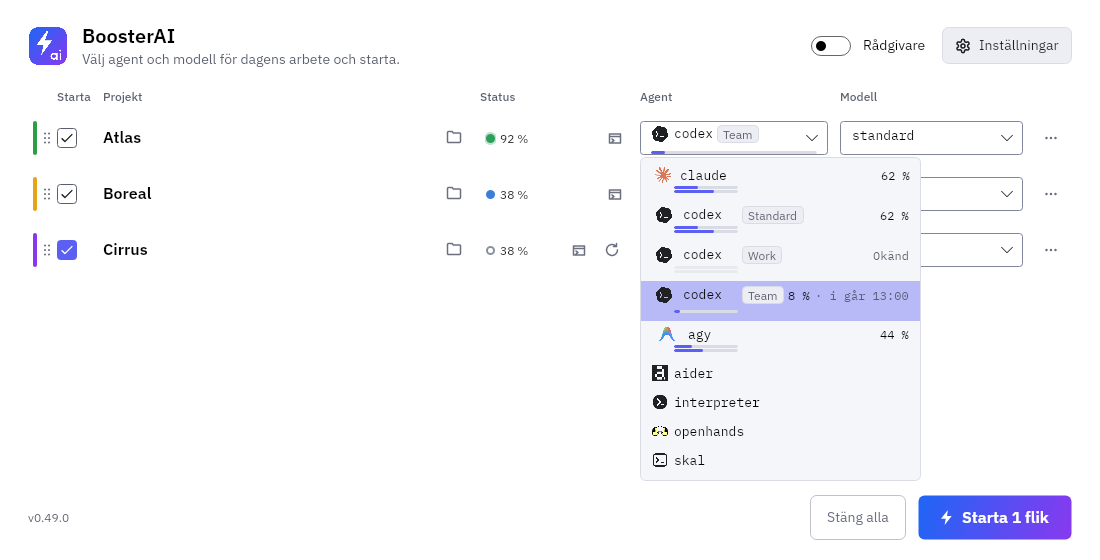 BoosterAI
Välj agent och modell för dagens arbete och starta.
Rådgivare
Inställningar
Starta Projekt Status Agent Modell
Atlas 92 % codex Team standard
Boreal 38 %
Cirrus 38 %
claude 62 %
codex Standard 62 %
codex Work Okänd
codex Team 8 % · i går 13:00
agy 44 %
aider
interpreter
openhands
skal
v0.49.0 Stäng alla Starta 1 flik
ai